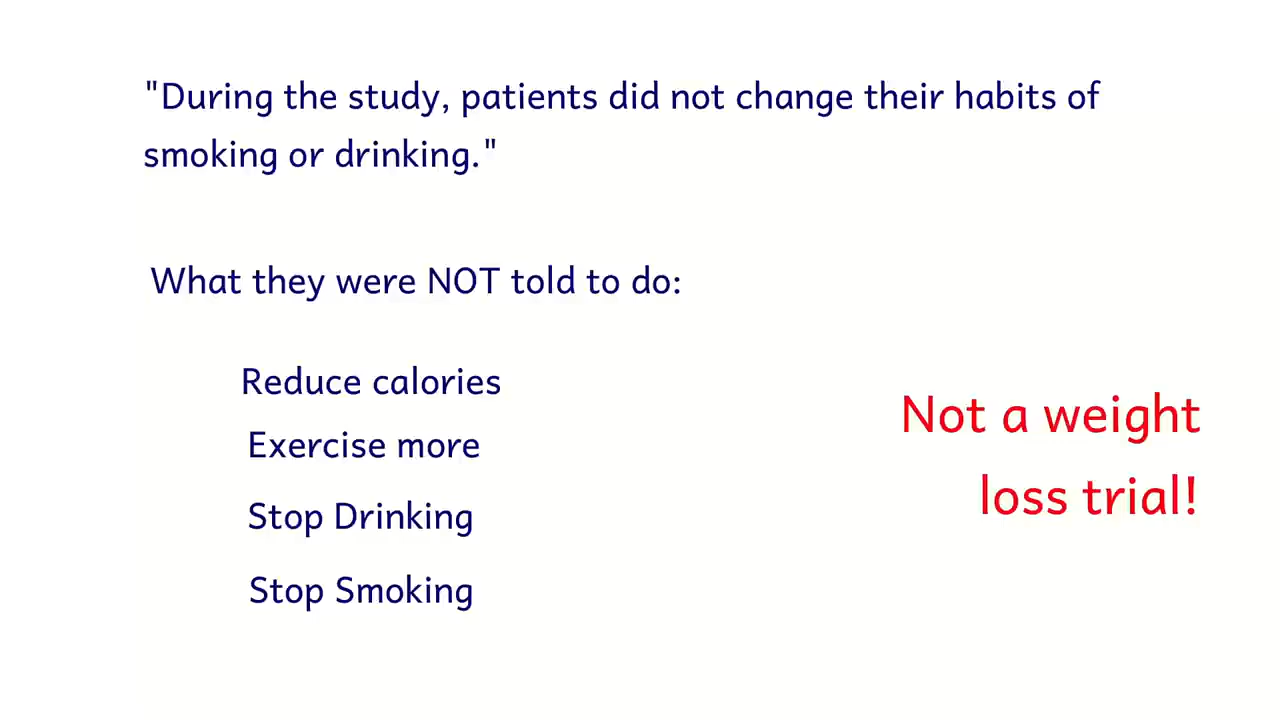 "During the study, patients did not change their habits of
smoking or drinking."
What they were NOT told to do:
Reduce calories
Exercise more
Stop Drinking
Stop Smoking
Not a weight
loss trial!